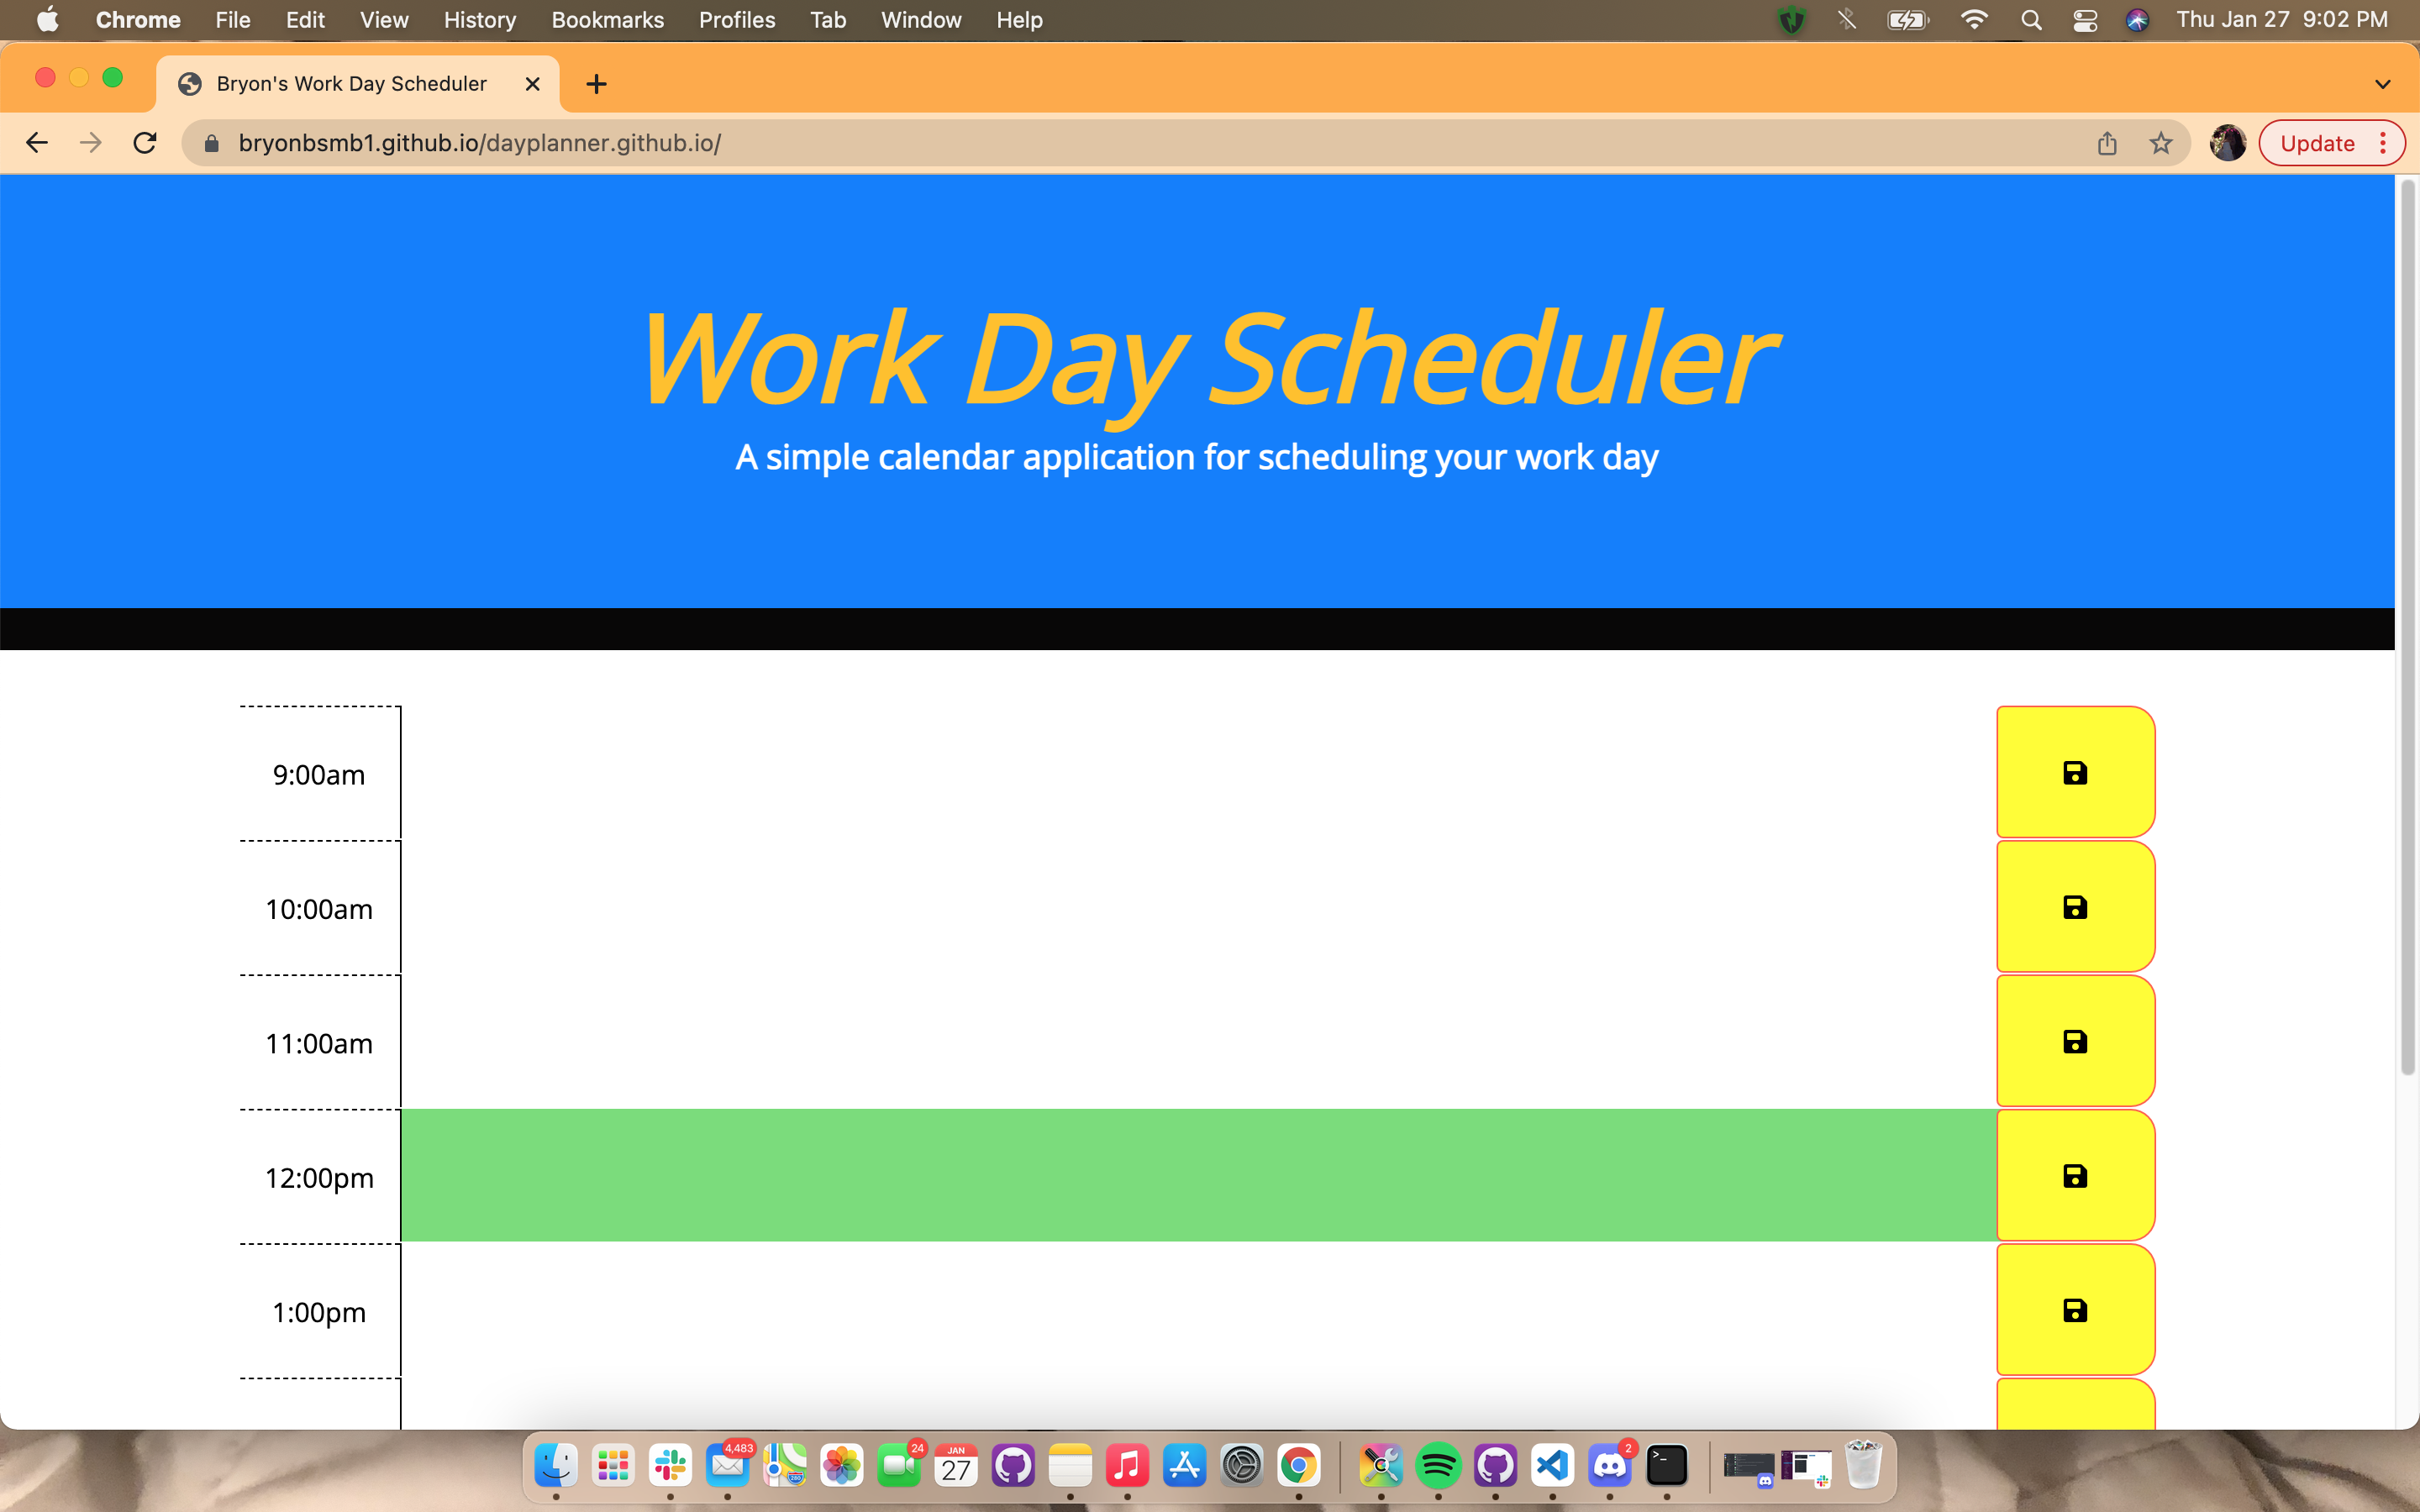 Chrome File Edit View History Bookmarks Profiles Tab Window Help Thu Jan 27 9:02 PM
Bryon's Work Day Scheduler
bryonbsmb1.github.io/dayplanner.github.io/ Update
Work Day Scheduler
A simple calendar application for scheduling your work day
9:00am
10:00am
11:00am
12:00pm
1:00pm
4,483 24 JAN 27 2
280